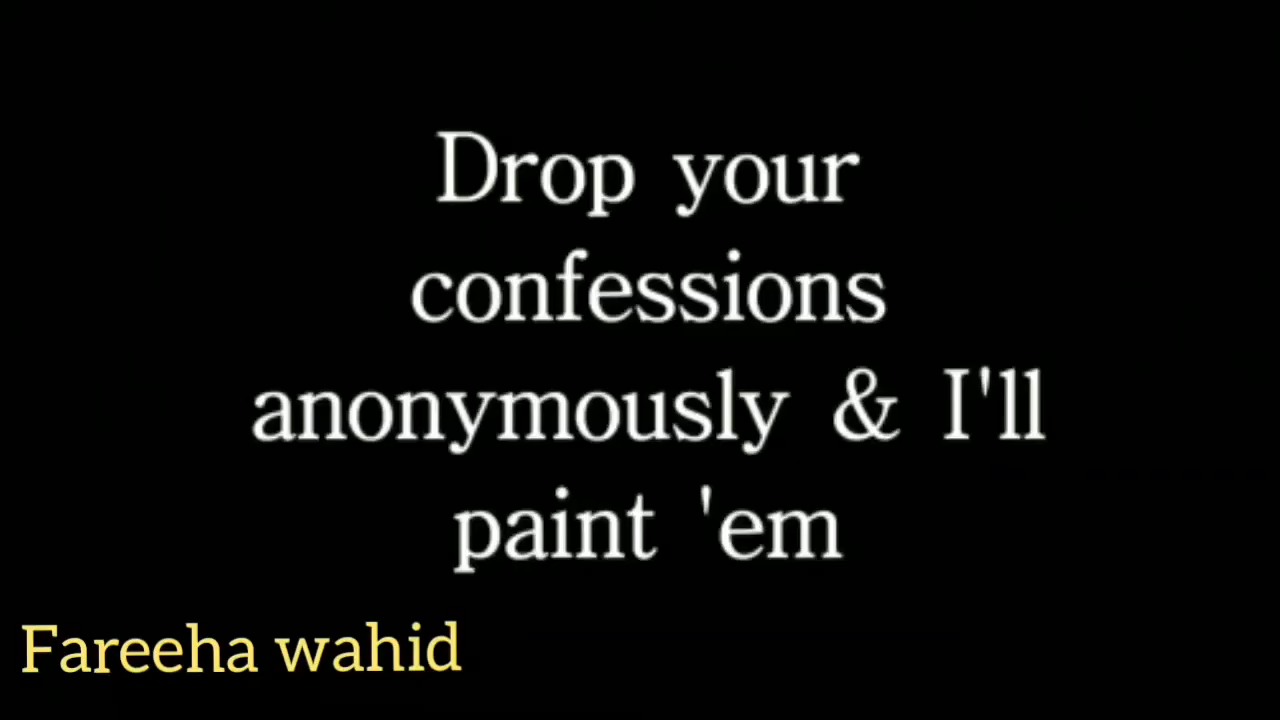 Drop your
confessions
anonymously & I'll
paint 'em
Fareeha wahid